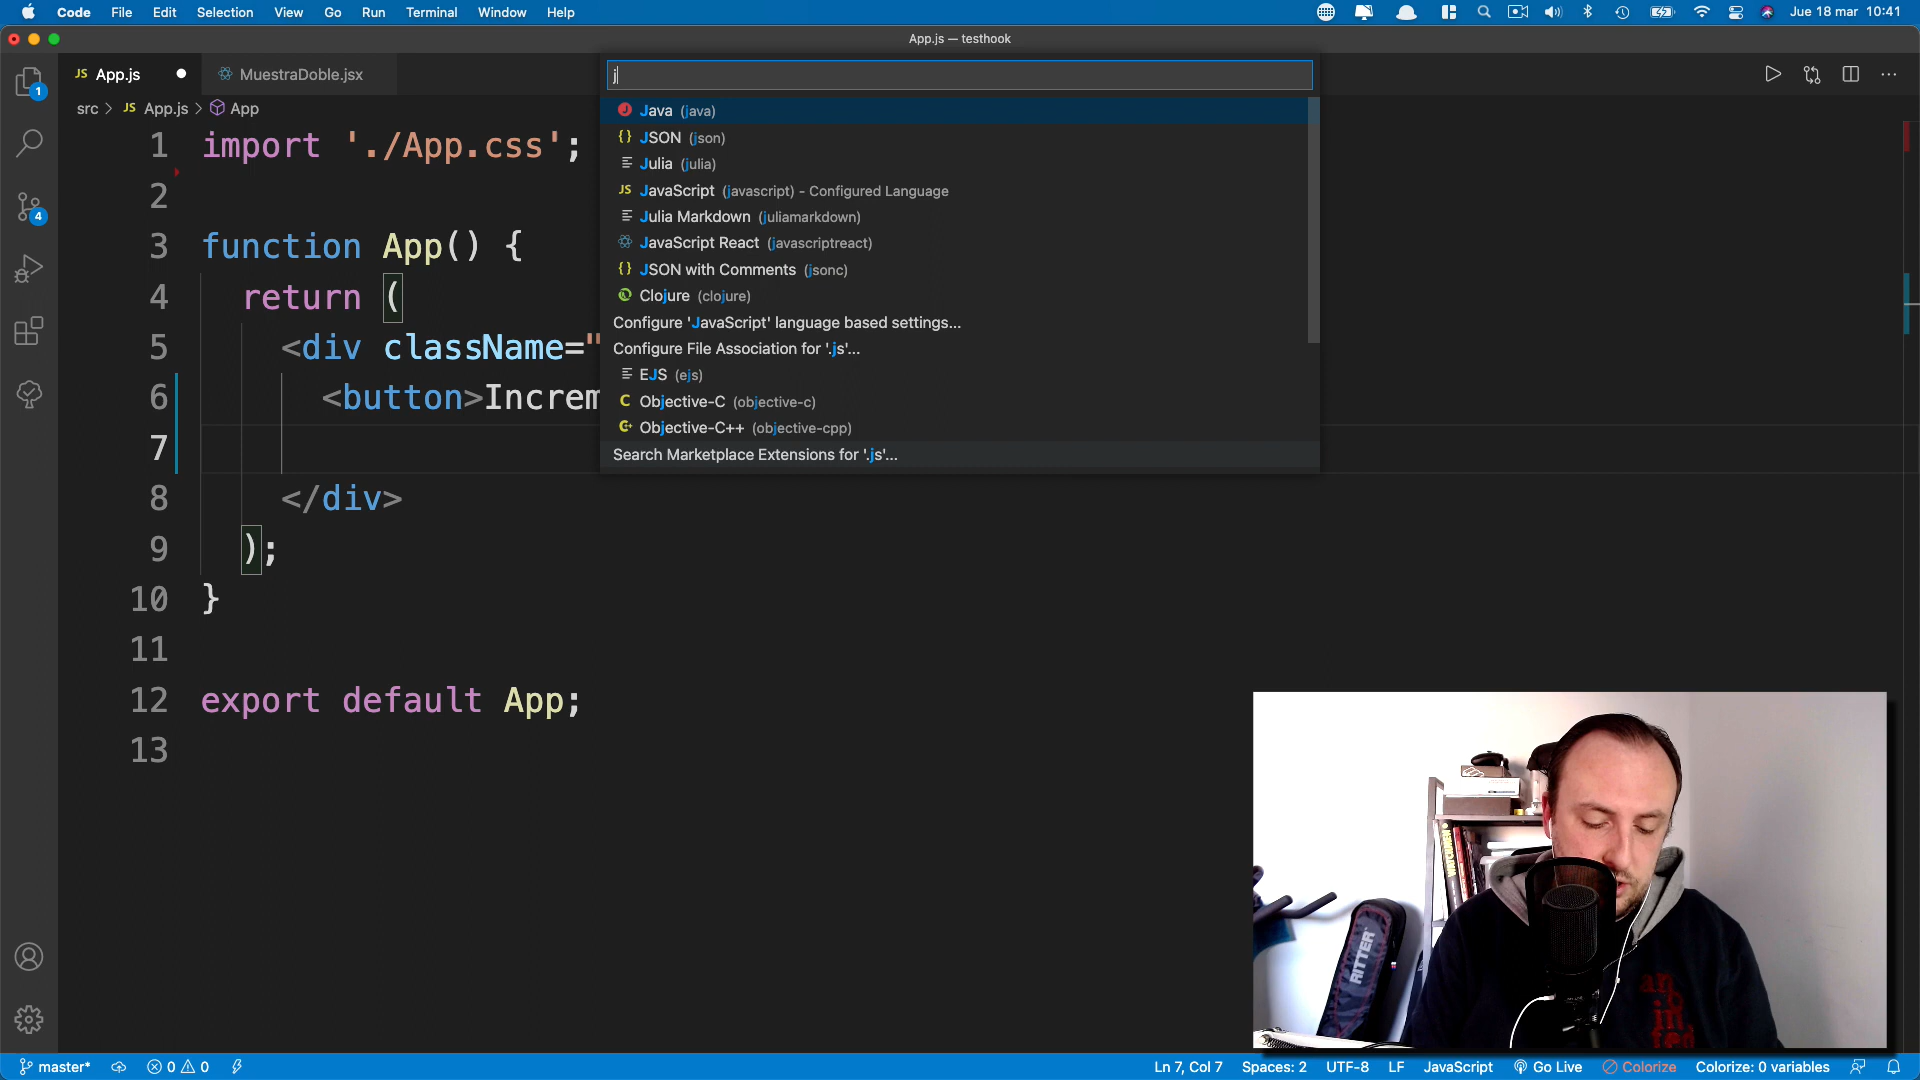 Code File Edit Selection View Go Run Terminal Window Help
Jue 18 mar 10:41
App.js — testhook
JS App.js
MuestraDoble.jsx
src > JS App.js > App
1 import './App.css';
2
3 function App() {
4 return (
5 <div className="
6 <button>Increm
7
8 </div>
9 );
10 }
11
12 export default App;
13
j
Java (java)
JSON (json)
Julia (julia)
JS JavaScript (javascript) - Configured Language
Julia Markdown (juliamarkdown)
JavaScript React (javascriptreact)
JSON with Comments (jsonc)
Clojure (clojure)
Configure 'JavaScript' language based settings...
Configure File Association for '.js'...
EJS (ejs)
Objective-C (objective-c)
Objective-C++ (objective-cpp)
Search Marketplace Extensions for '.js'...
1
4
RITTER
master* 0 0
Ln 7, Col 7 Spaces: 2 UTF-8 LF JavaScript Go Live Colorize Colorize: 0 variables